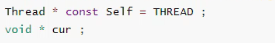 Thread * const Self = THREAD ;
void * cur ;